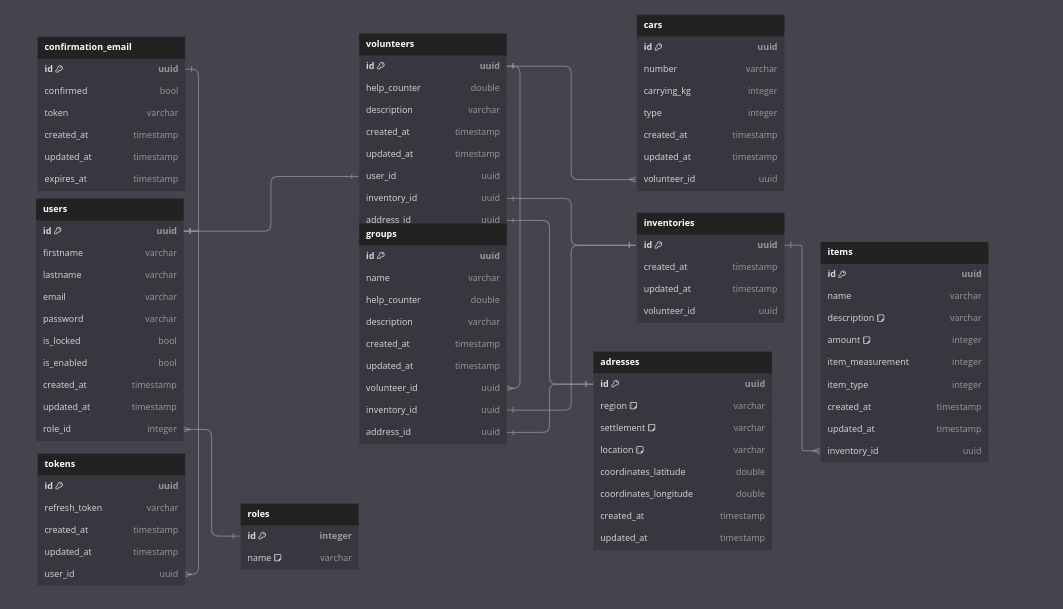 confirmation_email
id uuid
confirmed bool
token varchar
created_at timestamp
updated_at timestamp
expires_at timestamp
users
id uuid
firstname varchar
lastname varchar
email varchar
password varchar
is_locked bool
is_enabled bool
created_at timestamp
updated_at timestamp
role_id integer
tokens
id uuid
refresh_token varchar
created_at timestamp
updated_at timestamp
user_id uuid
roles
id integer
name varchar
volunteers
id uuid
help_counter double
description varchar
created_at timestamp
updated_at timestamp
user_id uuid
inventory_id uuid
address_id uuid
groups
id uuid
name varchar
help_counter double
description varchar
created_at timestamp
updated_at timestamp
volunteer_id uuid
inventory_id uuid
address_id uuid
cars
id uuid
number varchar
carrying_kg integer
type integer
created_at timestamp
updated_at timestamp
volunteer_id uuid
inventories
id uuid
created_at timestamp
updated_at timestamp
volunteer_id uuid
adresses
id uuid
region varchar
settlement varchar
location varchar
coordinates_latitude double
coordinates_longitude double
created_at timestamp
updated_at timestamp
items
id uuid
name varchar
description varchar
amount integer
item_measurement integer
item_type integer
created_at timestamp
updated_at timestamp
inventory_id uuid